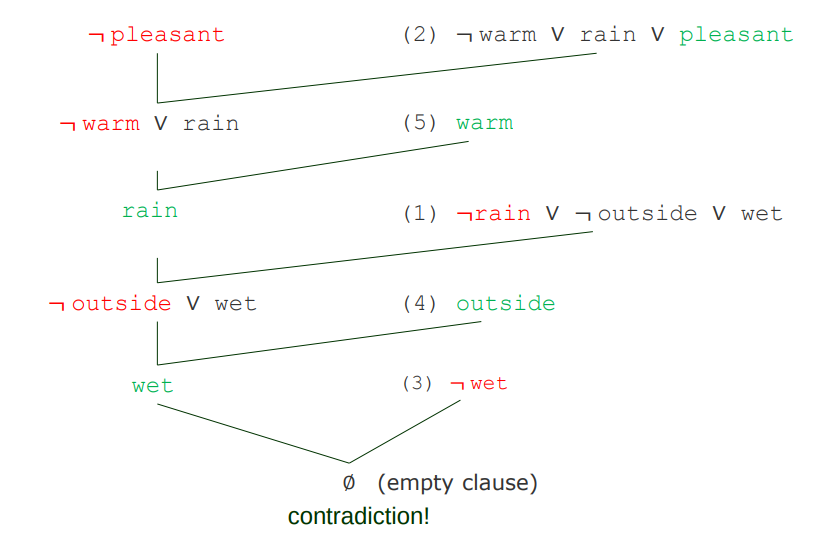 ¬pleasant (2) ¬warm V rain V pleasant
¬warm V rain (5) warm
rain (1) ¬rain V ¬outside V wet
¬outside V wet (4) outside
wet (3) ¬wet
Ø (empty clause)
contradiction!